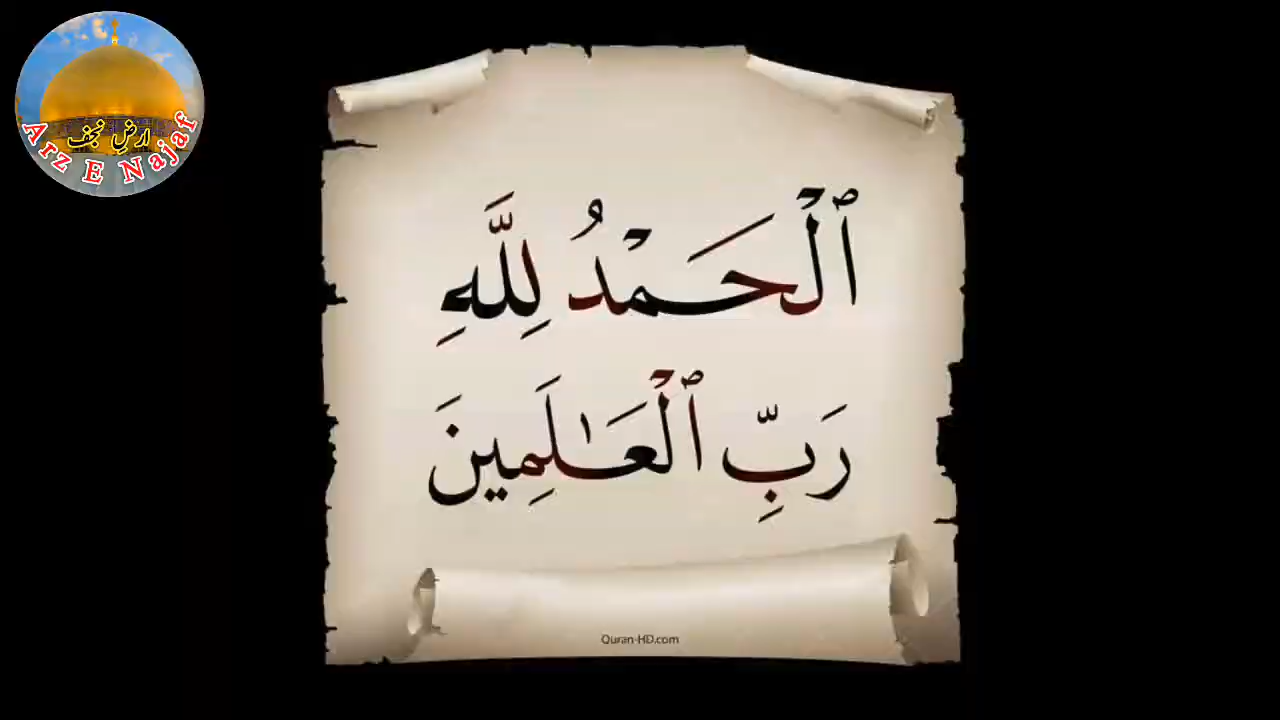 ارضِ نجف
Arz E Najaf
ٱلْحَمْدُ لِلَّهِ
رَبِّ ٱلْعَـٰلَمِينَ
Quran-HD.com